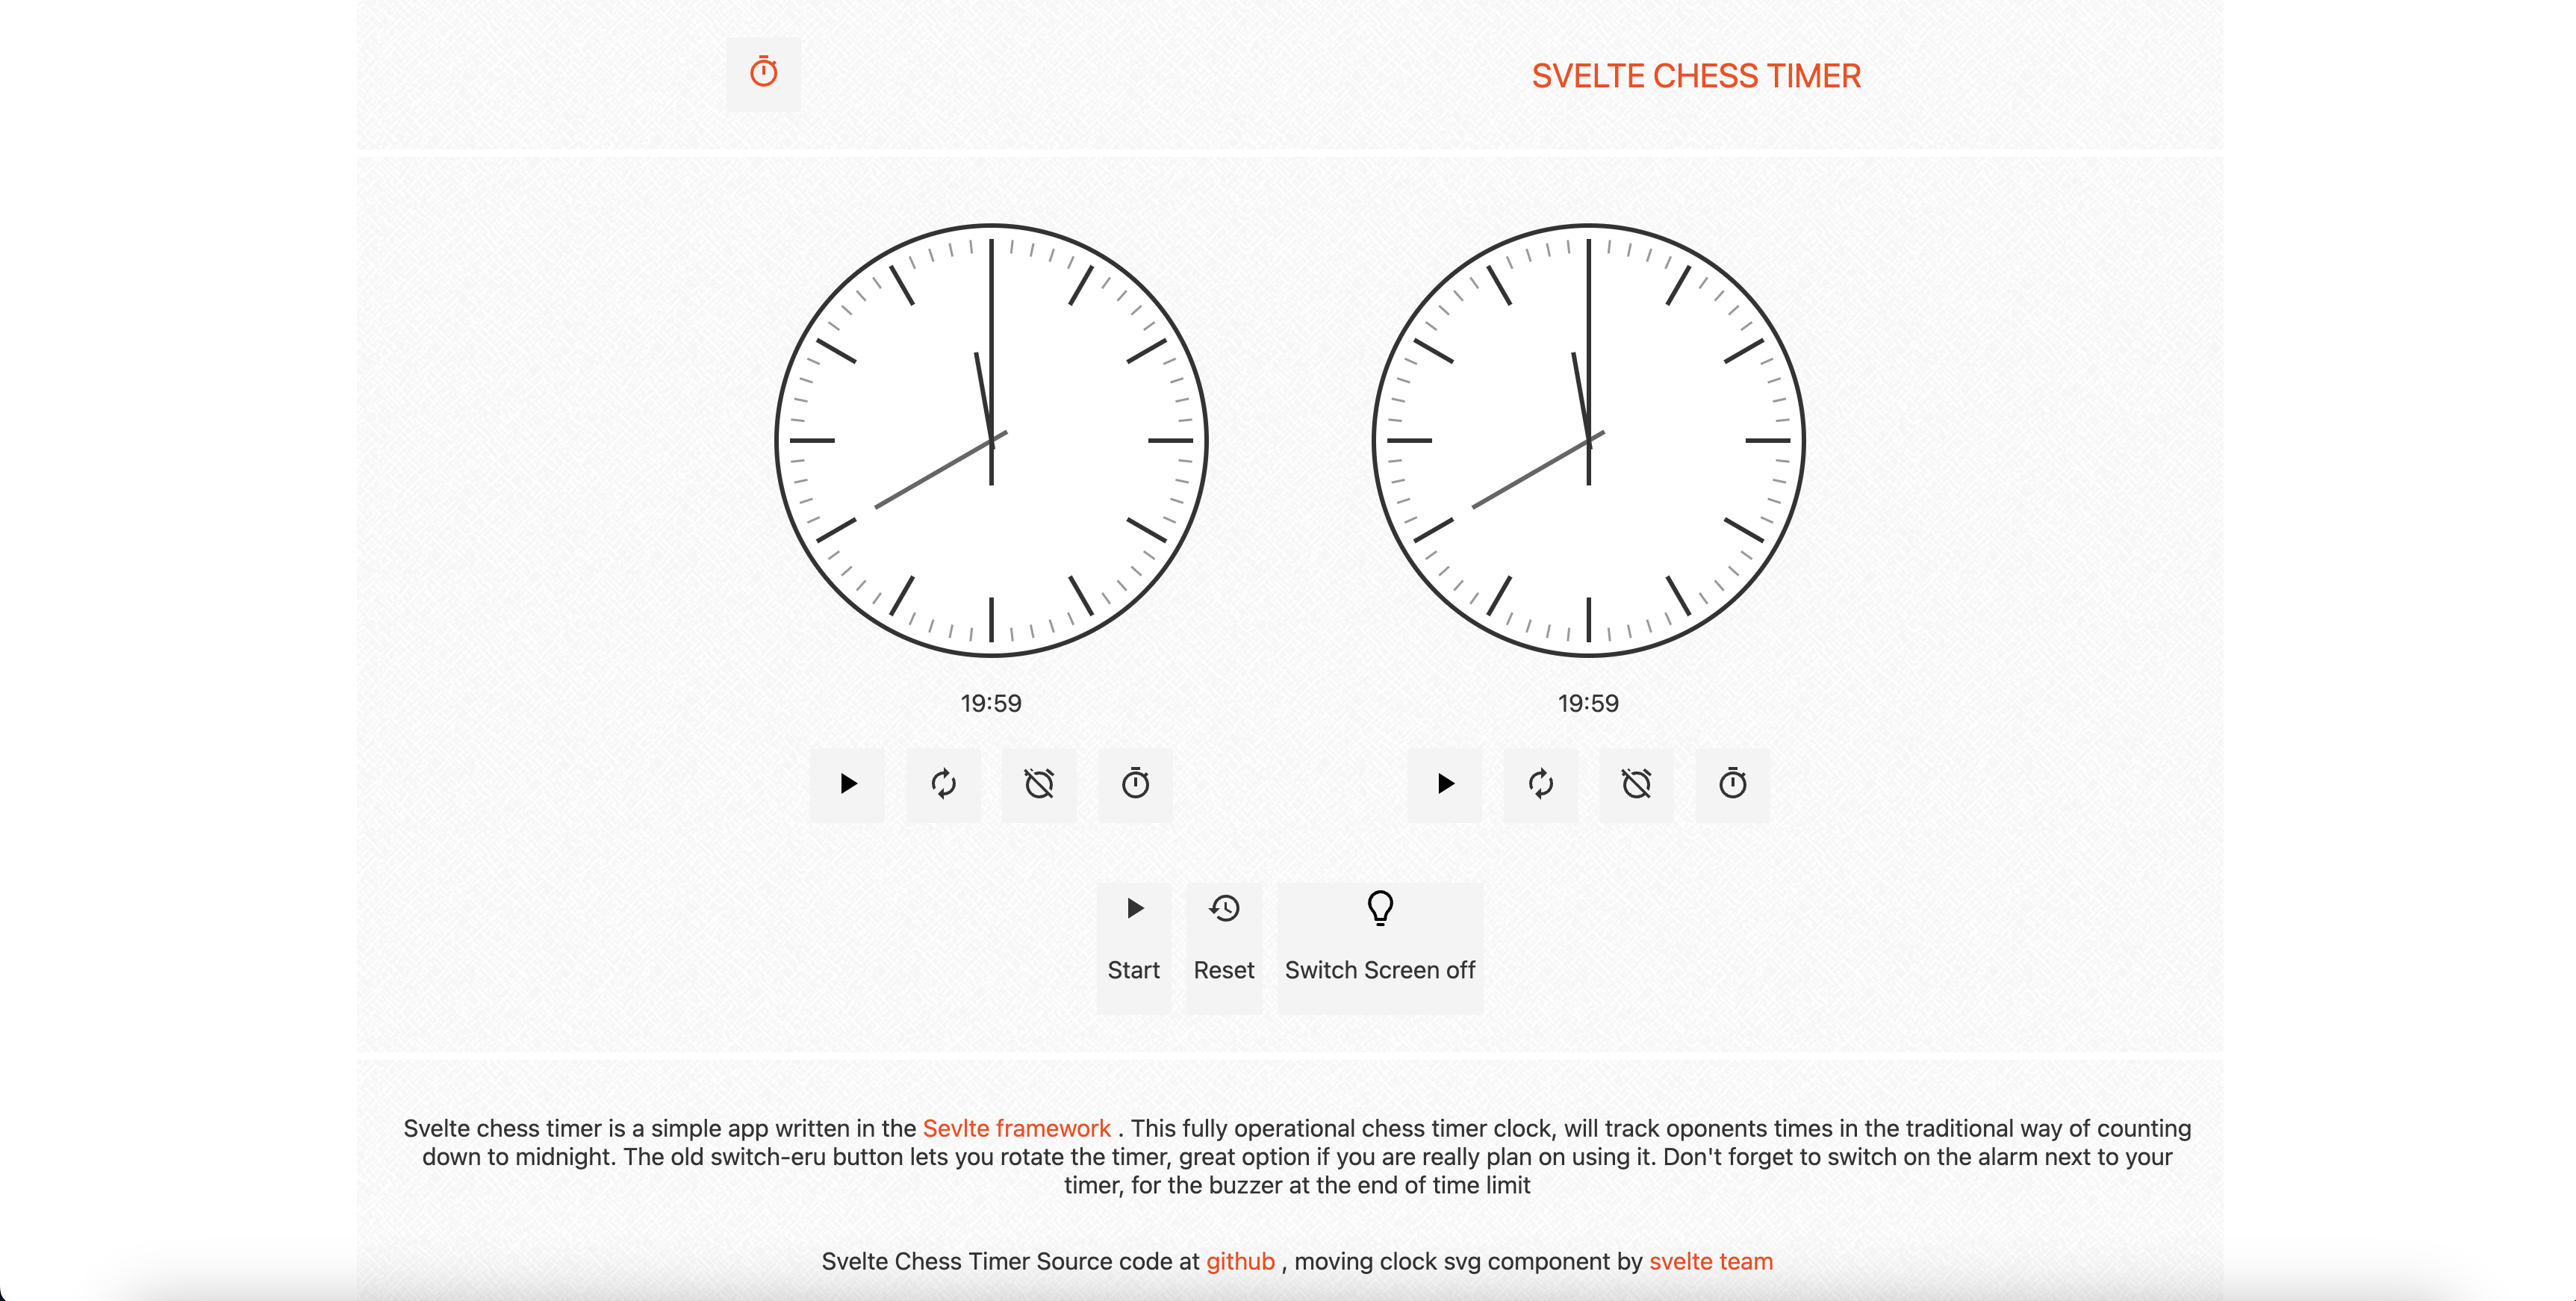 SVELTE CHESS TIMER
19:59
19:59
Start
Reset
Switch Screen off
Svelte chess timer is a simple app written in the Sevlte framework . This fully operational chess timer clock, will track oponents times in the traditional way of counting
down to midnight. The old switch-eru button lets you rotate the timer, great option if you are really plan on using it. Don't forget to switch on the alarm next to your
timer, for the buzzer at the end of time limit
Svelte Chess Timer Source code at github , moving clock svg component by svelte team